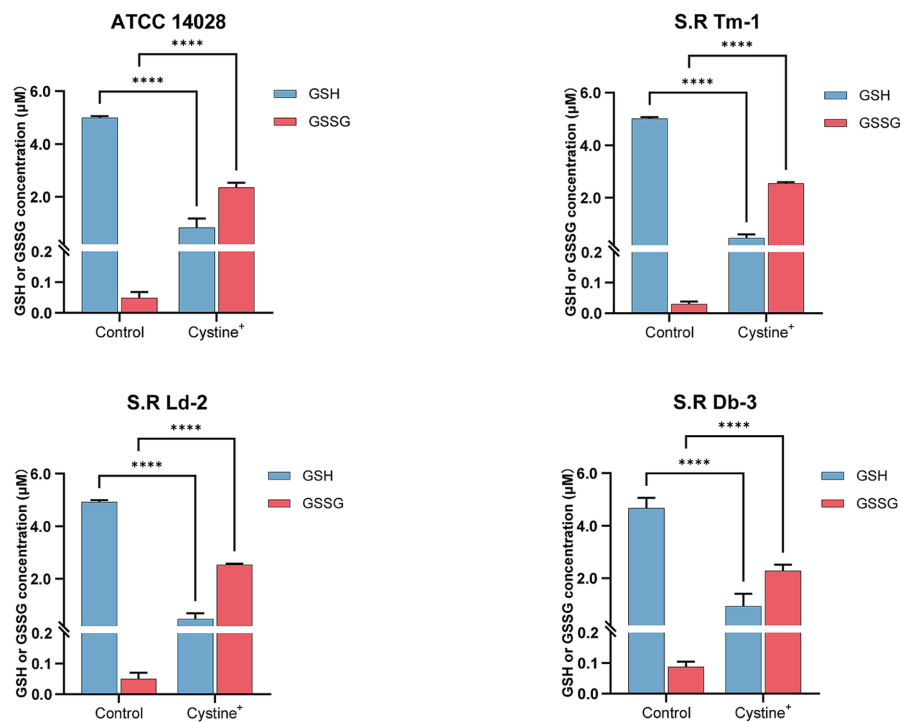 ATCC 14028
****
****
GSH or GSSG concentration (μM)
6.0
4.0
2.0
0.2
0.1
0.0
Control
Cystine+
GSH
GSSG
S.R Tm-1
****
****
GSH or GSSG concentration (μM)
6.0
4.0
2.0
0.2
0.1
0.0
Control
Cystine+
GSH
GSSG
S.R Ld-2
****
****
GSH or GSSG concentration (μM)
6.0
4.0
2.0
0.2
0.1
0.0
Control
Cystine+
GSH
GSSG
S.R Db-3
****
****
GSH or GSSG concentration (μM)
6.0
4.0
2.0
0.2
0.1
0.0
Control
Cystine+
GSH
GSSG